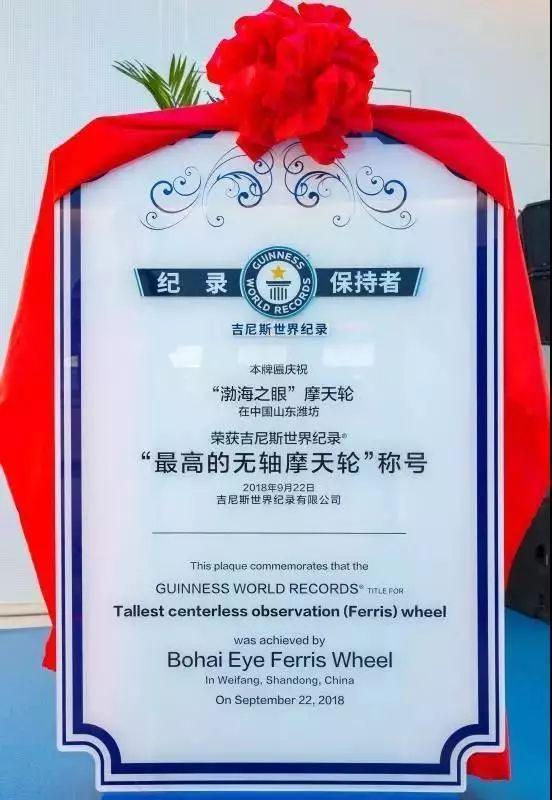 纪 录
GUINNESS
WORLD RECORDS
保持者
吉尼斯世界纪录
本牌匾庆祝
“渤海之眼”摩天轮
在中国山东潍坊
荣获吉尼斯世界纪录®
“最高的无轴摩天轮”称号
2018年9月22日
吉尼斯世界纪录有限公司
This plaque commemorates that the
GUINNESS WORLD RECORDS® TITLE FOR
Tallest centerless observation (Ferris) wheel
was achieved by
Bohai Eye Ferris Wheel
In Weifang, Shandong, China
On September 22, 2018